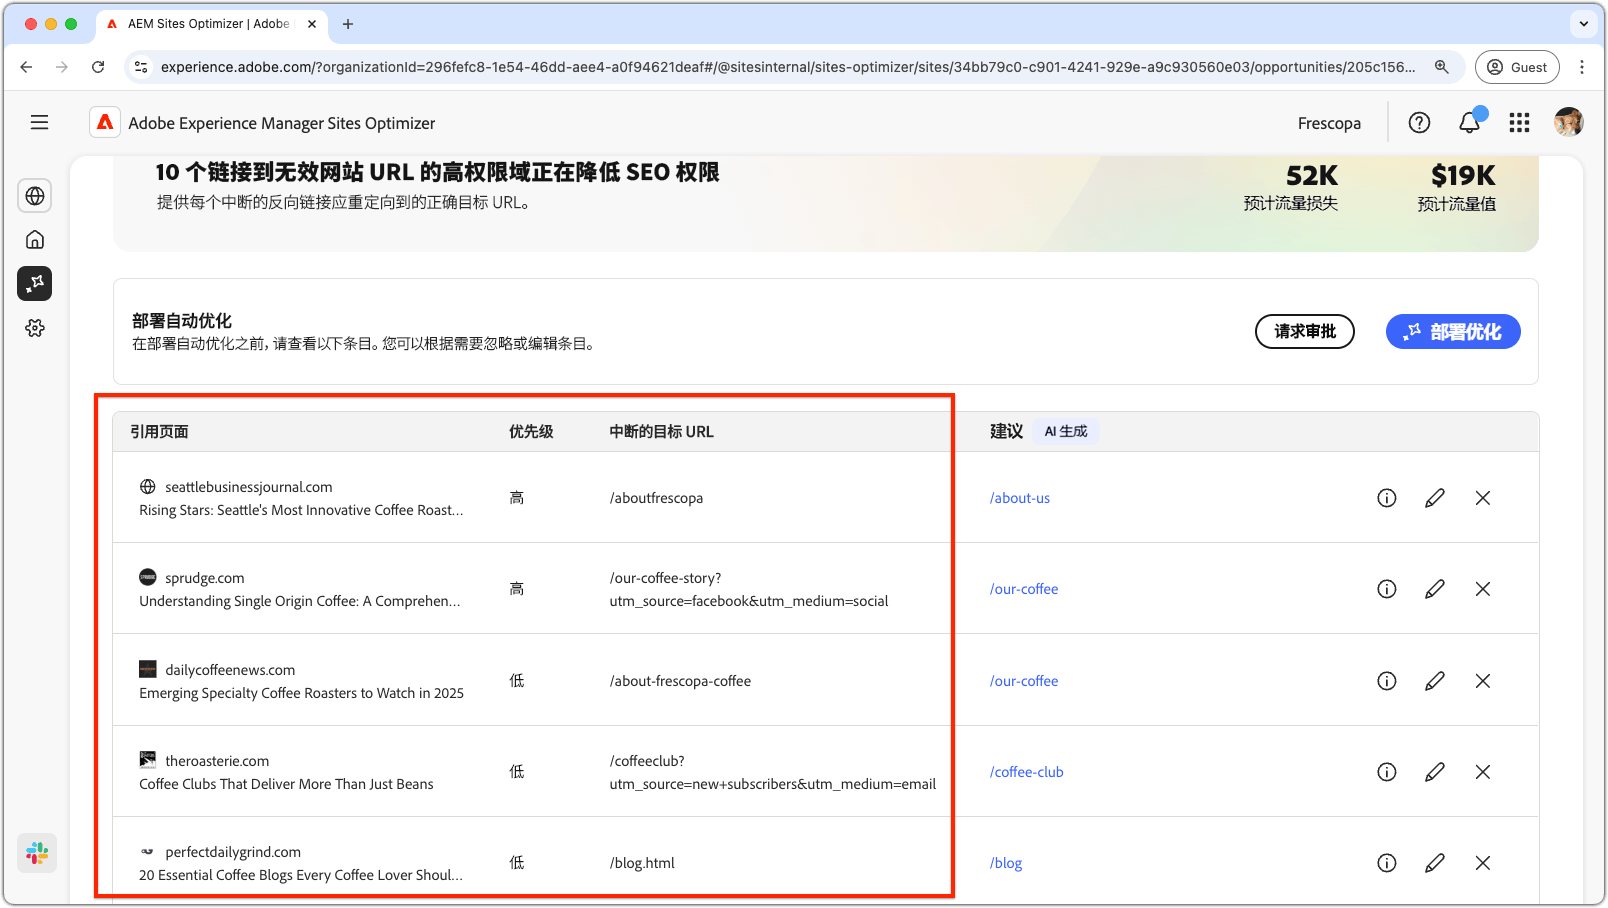 AEM Sites Optimizer | Adobe
experience.adobe.com/?organizationId=296fefc8-1e54-46dd-aee4-a0f94621deaf#/@sitesinternal/sites-optimizer/sites/34bb79c0-c901-4241-929e-a9c930560e03/opportunities/205c156...
Guest
Adobe Experience Manager Sites Optimizer
Frescopa
10 个链接到无效网站 URL 的高权限域正在降低 SEO 权限
提供每个中断的反向链接应重定向到的正确目标 URL。
52K
预计流量损失
$19K
预计流量值
部署自动优化
在部署自动优化之前，请查看以下条目。您可以根据需要忽略或编辑条目。
请求审批
部署优化
引用页面 优先级 中断的目标 URL 建议 AI 生成
seattlebusinessjournal.com
Rising Stars: Seattle's Most Innovative Coffee Roast...
高
/aboutfrescopa
/about-us
sprudge.com
Understanding Single Origin Coffee: A Comprehen...
高
/our-coffee-story?
utm_source=facebook&utm_medium=social
/our-coffee
dailycoffeenews.com
Emerging Specialty Coffee Roasters to Watch in 2025
低
/about-frescopa-coffee
/our-coffee
theroasterie.com
Coffee Clubs That Deliver More Than Just Beans
低
/coffeeclub?
utm_source=new+subscribers&utm_medium=email
/coffee-club
perfectdailygrind.com
20 Essential Coffee Blogs Every Coffee Lover Shoul...
低
/blog.html
/blog